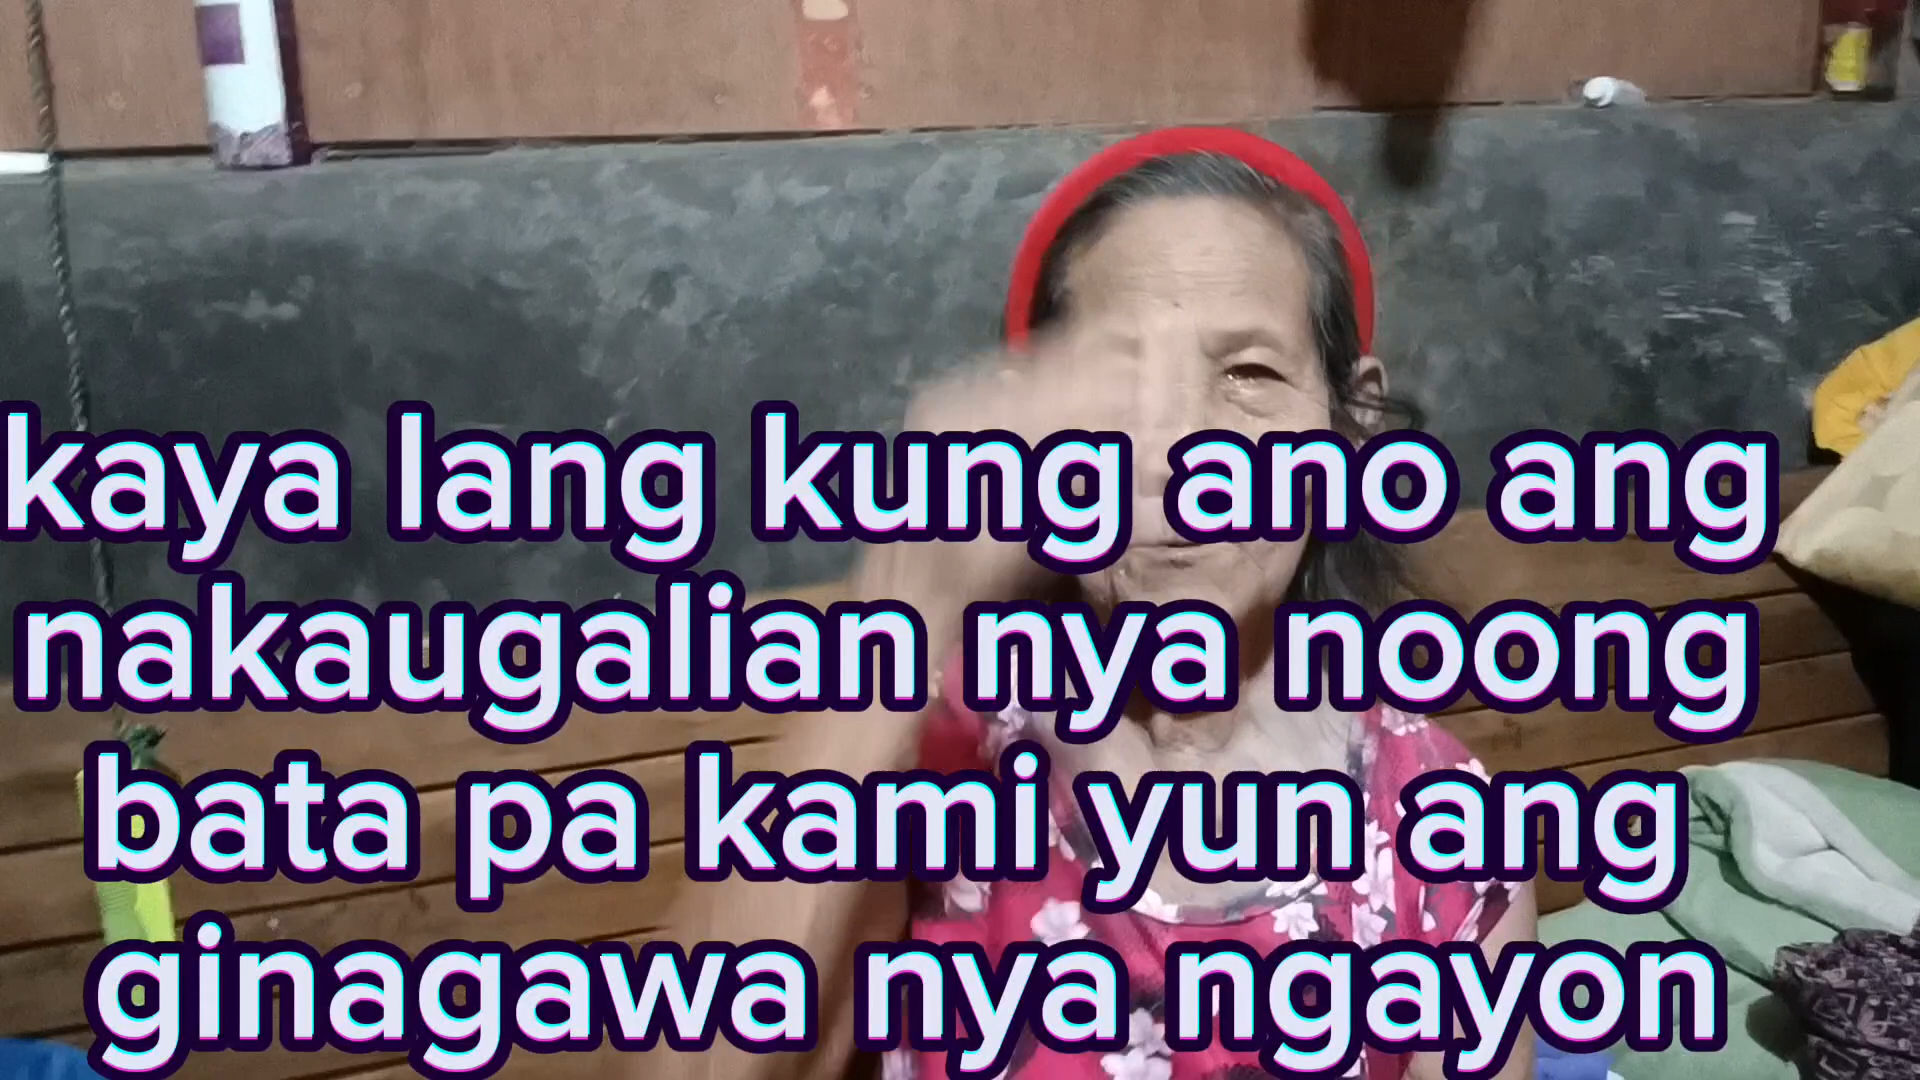 kaya lang kung ano ang
nakaugalian nya noong
bata pa kami yun ang
ginagawa nya ngayon